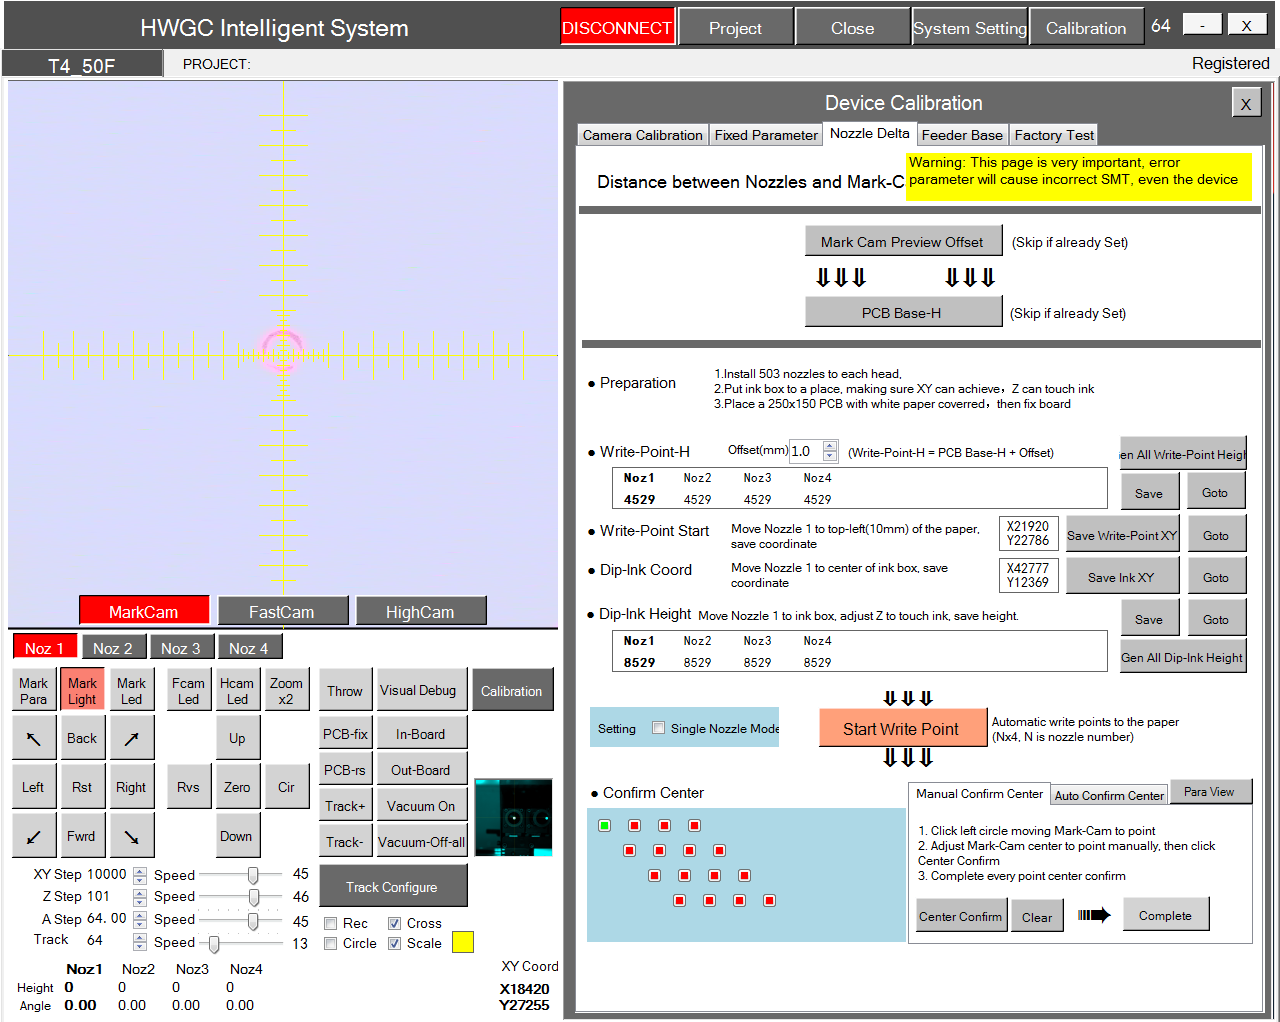 HWGC Intelligent System
DISCONNECT
Project
Close
System Setting
Calibration
64
-
X
T4_50F
PROJECT:
Registered
Device Calibration
X
Camera Calibration
Fixed Parameter
Nozzle Delta
Feeder Base
Factory Test
Distance between Nozzles and Mark-C
Warning: This page is very important, error
parameter will cause incorrect SMT, even the device
Mark Cam Preview Offset
(Skip if already Set)
PCB Base-H
(Skip if already Set)
● Preparation
1.Install 503 nozzles to each head,
2.Put ink box to a place, making sure XY can achieve，Z can touch ink
3.Place a 250x150 PCB with white paper coverred，then fix board
● Write-Point-H
Offset(mm)
1.0
(Write-Point-H = PCB Base-H + Offset)
en All Write-Point Heigh
Noz1 Noz2 Noz3 Noz4
4529 4529 4529 4529
Save
Goto
● Write-Point Start
Move Nozzle 1 to top-left(10mm) of the paper,
save coordinate
X21920
Y22786
Save Write-Point XY
Goto
● Dip-Ink Coord
Move Nozzle 1 to center of ink box, save
coordinate
X42777
Y12369
Save Ink XY
Goto
● Dip-Ink Height
Move Nozzle 1 to ink box, adjust Z to touch ink, save height.
Save
Goto
Noz1 Noz2 Noz3 Noz4
8529 8529 8529 8529
Gen All Dip-Ink Height
Setting
Single Nozzle Mode
Start Write Point
Automatic write points to the paper
(Nx4, N is nozzle number)
● Confirm Center
Manual Confirm Center
Auto Confirm Center
Para View
1. Click left circle moving Mark-Cam to point
2. Adjust Mark-Cam center to point manually, then click
Center Confirm
3. Complete every point center confirm
Center Confirm
Clear
Complete
MarkCam
FastCam
HighCam
Noz 1
Noz 2
Noz 3
Noz 4
Mark
Para
Mark
Light
Mark
Led
Fcam
Led
Hcam
Led
Zoom
x2
Throw
Visual Debug
Calibration
↖
Back
↗
Up
PCB-fix
In-Board
Left
Rst
Right
Rvs
Zero
Cir
PCB-rs
Out-Board
Track+
Vacuum On
↙
Fwrd
↘
Down
Track-
Vacuum-Off-all
XY Step 10000
Speed
45
Z Step 101
Speed
46
A Step 64.00
Speed
45
Track 64
Speed
13
Track Configure
Rec
Cross
Circle
Scale
Noz1 Noz2 Noz3 Noz4
Height 0 0 0 0
Angle 0.00 0.00 0.00 0.00
XY Coord
X18420
Y27255